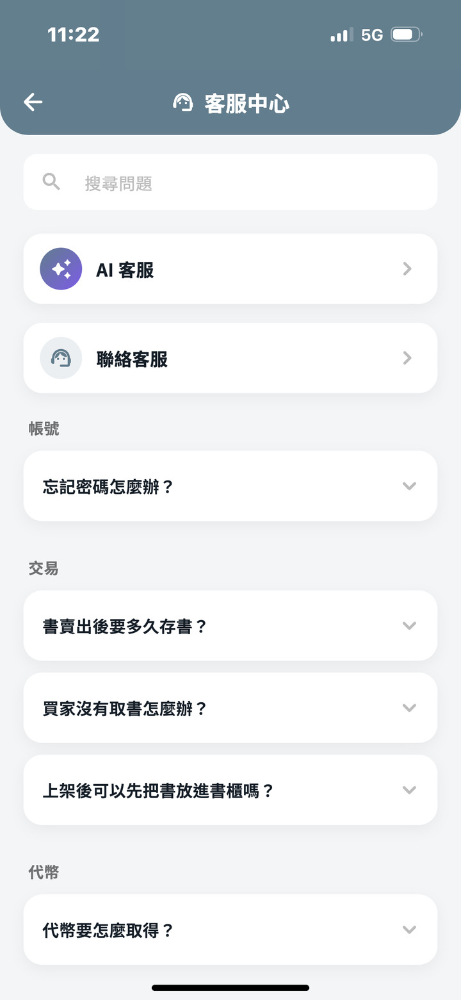 11:22
5G
客服中心
搜尋問題
AI 客服
聯絡客服
帳號
忘記密碼怎麼辦？
交易
書賣出後要多久存書？
買家沒有取書怎麼辦？
上架後可以先把書放進書櫃嗎？
代幣
代幣要怎麼取得？